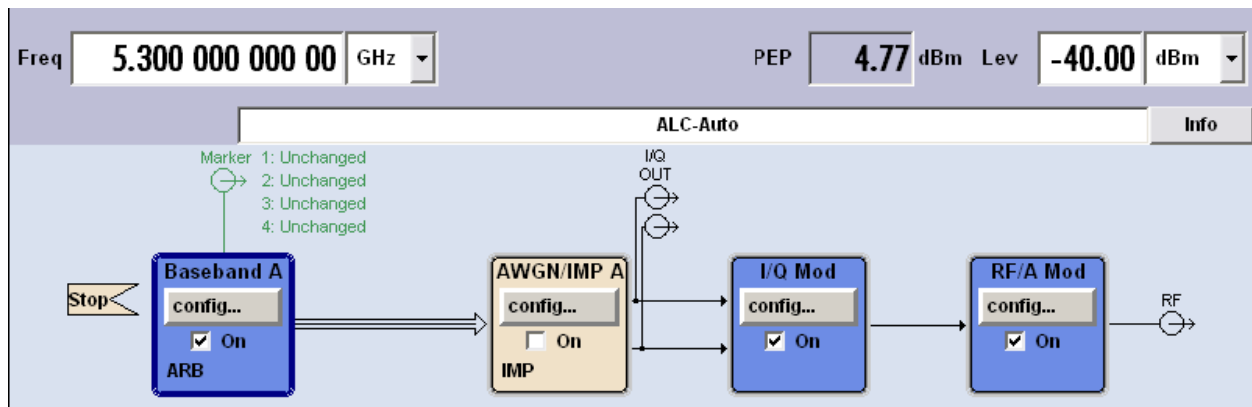 Freq 5.300 000 000 00 GHz PEP 4.77 dBm Lev -40.00 dBm
ALC-Auto Info
Marker 1: Unchanged
2: Unchanged
3: Unchanged
4: Unchanged
I/Q
OUT
Stop
Baseband A
config...
On
ARB
AWGN/IMP A
config...
On
IMP
I/Q Mod
config...
On
RF/A Mod
config...
On
RF